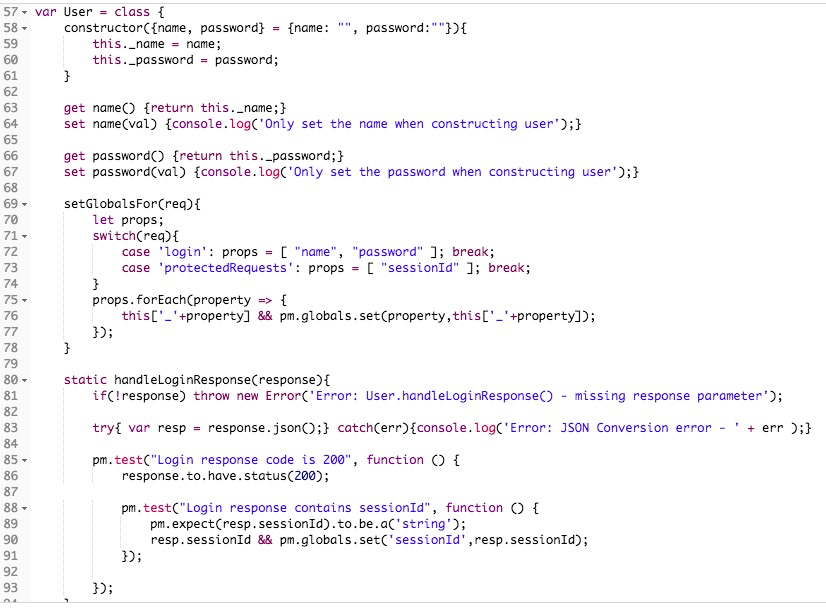 57 var User = class {
58     constructor({name, password} = {name: "", password:""}){
59         this._name = name;
60         this._password = password;
61     }
62
63     get name() {return this._name;}
64     set name(val) {console.log('Only set the name when constructing user');}
65
66     get password() {return this._password;}
67     set password(val) {console.log('Only set the password when constructing user');}
68
69     setGlobalsFor(req){
70         let props;
71         switch(req){
72             case 'login': props = [ "name", "password" ]; break;
73             case 'protectedRequests': props = [ "sessionId" ]; break;
74         }
75         props.forEach(property => {
76             this['_'+property] && pm.globals.set(property,this['_'+property]);
77         });
78     }
79
80     static handleLoginResponse(response){
81         if(!response) throw new Error('Error: User.handleLoginResponse() - missing response parameter');
82
83         try{ var resp = response.json();} catch(err){console.log('Error: JSON Conversion error - ' + err );}
84
85         pm.test("Login response code is 200", function () {
86             response.to.have.status(200);
87
88             pm.test("Login response contains sessionId", function () {
89                 pm.expect(resp.sessionId).to.be.a('string');
90                 resp.sessionId && pm.globals.set('sessionId',resp.sessionId);
91             });
92
93         });